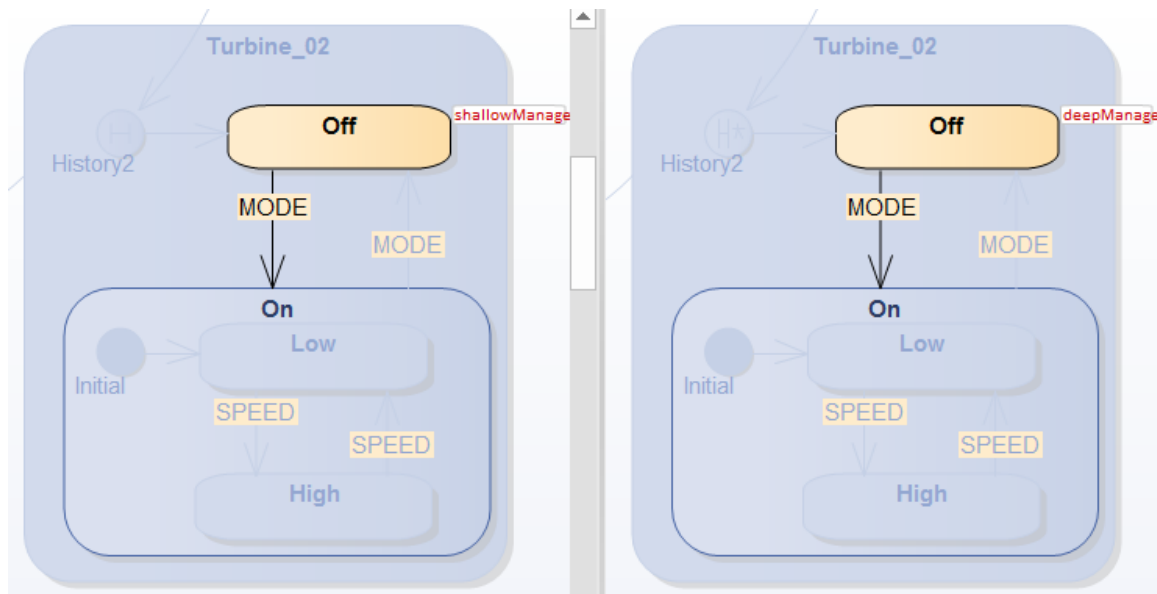 Turbine_02
Off
shallowManage
H
History2
MODE
MODE
On
Low
Initial
SPEED
SPEED
High
Turbine_02
Off
deepManage
H*
History2
MODE
MODE
On
Low
Initial
SPEED
SPEED
High